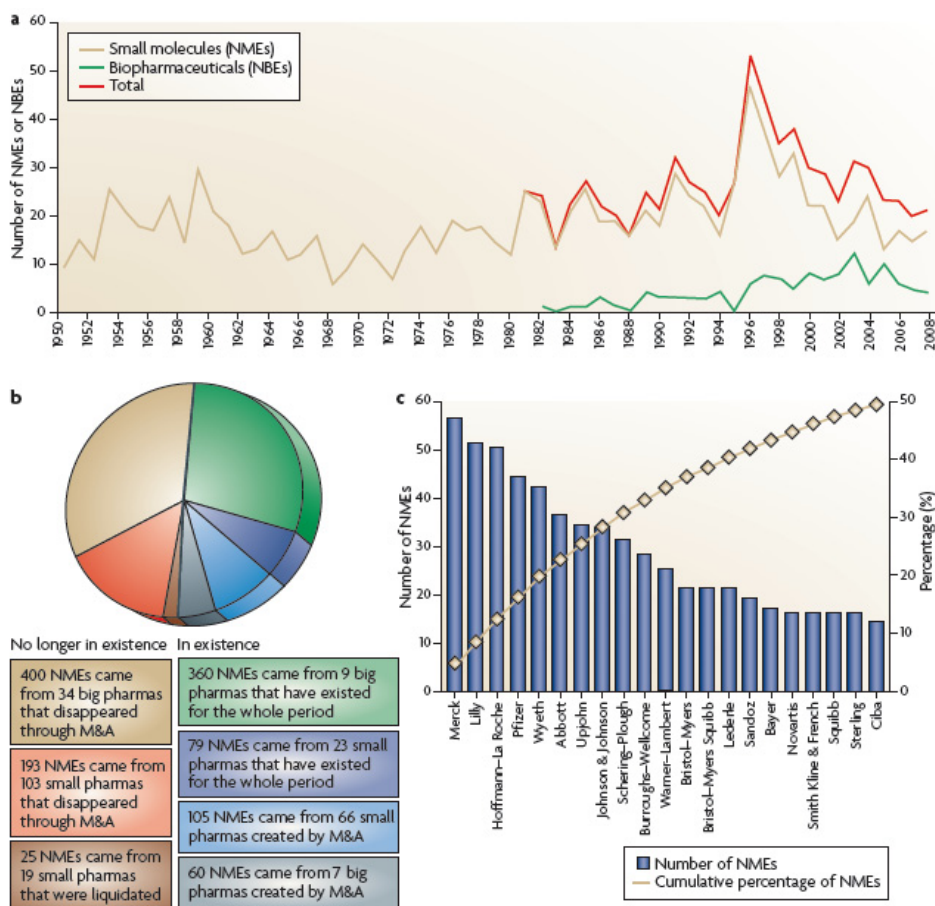 a
60
50
40
30
20
10
0
Number of NMEs or NBEs
Small molecules (NMEs)
Biopharmaceuticals (NBEs)
Total
1950
1952
1954
1956
1958
1960
1962
1964
1966
1968
1970
1972
1974
1976
1978
1980
1982
1984
1986
1988
1990
1992
1994
1996
1998
2000
2002
2004
2006
2008
b
No longer in existence
400 NMEs came
from 34 big pharmas
that disappeared
through M&A
193 NMEs came from
103 small pharmas
that disappeared
through M&A
25 NMEs came from
19 small pharmas
that were liquidated
In existence
360 NMEs came from 9 big
pharmas that have existed
for the whole period
79 NMEs came from 23 small
pharmas that have existed
for the whole period
105 NMEs came from 66 small
pharmas created by M&A
60 NMEs came from 7 big
pharmas created by M&A
c
60
50
40
30
20
10
0
Number of NMEs
50
40
30
20
10
0
Percentage (%)
Merck
Lilly
Hoffmann–La Roche
Pfizer
Wyeth
Abbott
Upjohn
Johnson & Johnson
Schering–Plough
Burroughs–Wellcome
Warner–Lambert
Bristol–Myers
Bristol–Myers Squibb
Lederle
Sandoz
Bayer
Novartis
Smith Kline & French
Squibb
Sterling
Ciba
Number of NMEs
Cumulative percentage of NMEs